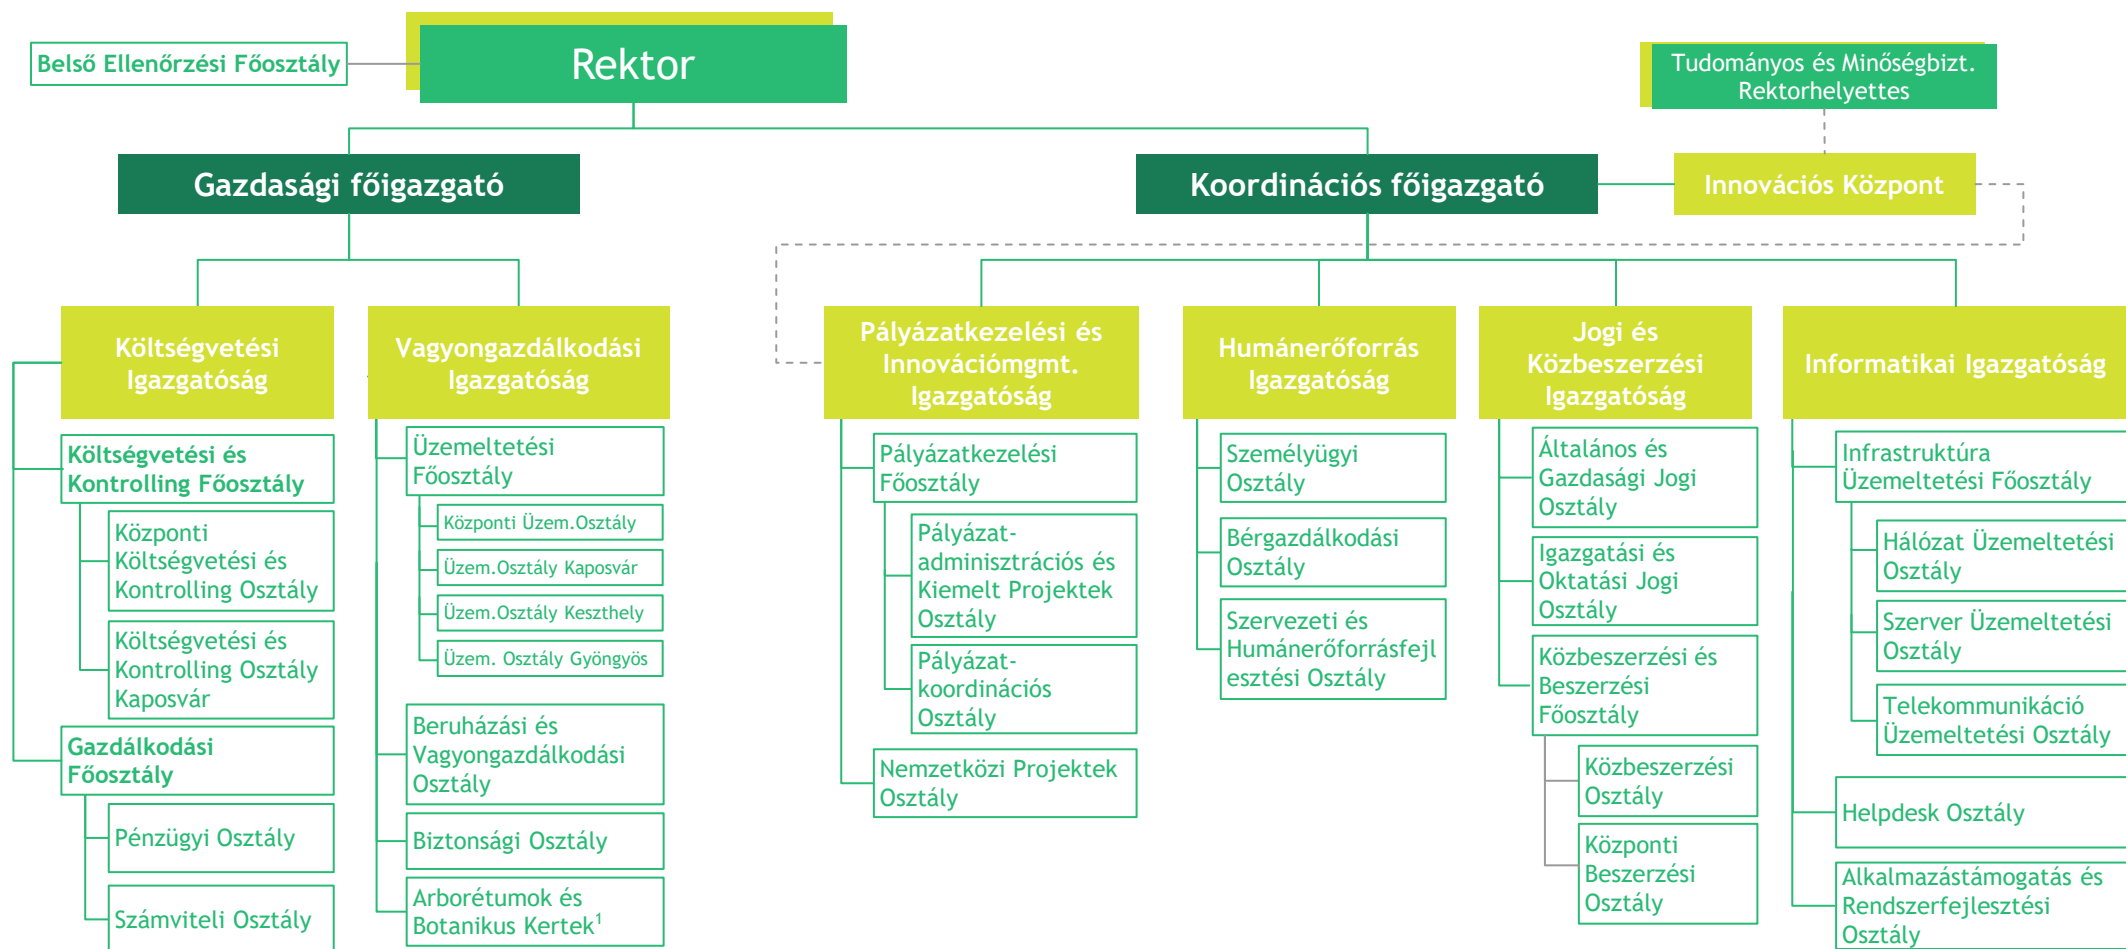 Belső Ellenőrzési Főosztály
Rektor
Tudományos és Minőségbizt.
Rektorhelyettes
Gazdasági főigazgató
Koordinációs főigazgató
Innovációs Központ
Költségvetési
Igazgatóság
Vagyongazdálkodási
Igazgatóság
Pályázatkezelési és
Innovációmgmt.
Igazgatóság
Humánerőforrás
Igazgatóság
Jogi és
Közbeszerzési
Igazgatóság
Informatikai Igazgatóság
Költségvetési és
Kontrolling Főosztály
Központi
Költségvetési és
Kontrolling Osztály
Költségvetési és
Kontrolling Osztály
Kaposvár
Gazdálkodási
Főosztály
Pénzügyi Osztály
Számviteli Osztály
Üzemeltetési
Főosztály
Központi Üzem.Osztály
Üzem.Osztály Kaposvár
Üzem.Osztály Keszthely
Üzem. Osztály Gyöngyös
Beruházási és
Vagyongazdálkodási
Osztály
Biztonsági Osztály
Arborétumok és
Botanikus Kertek¹
Pályázatkezelési
Főosztály
Pályázat-
adminisztrációs és
Kiemelt Projektek
Osztály
Pályázat-
koordinációs
Osztály
Nemzetközi Projektek
Osztály
Személyügyi
Osztály
Bérgazdálkodási
Osztály
Szervezeti és
Humánerőforrásfejl
esztési Osztály
Általános és
Gazdasági Jogi
Osztály
Igazgatási és
Oktatási Jogi
Osztály
Közbeszerzési és
Beszerzési
Főosztály
Közbeszerzési
Osztály
Központi
Beszerzési
Osztály
Infrastruktúra
Üzemeltetési Főosztály
Hálózat Üzemeltetési
Osztály
Szerver Üzemeltetési
Osztály
Telekommunikáció
Üzemeltetési Osztály
Helpdesk Osztály
Alkalmazástámogatás és
Rendszerfejlesztési
Osztály